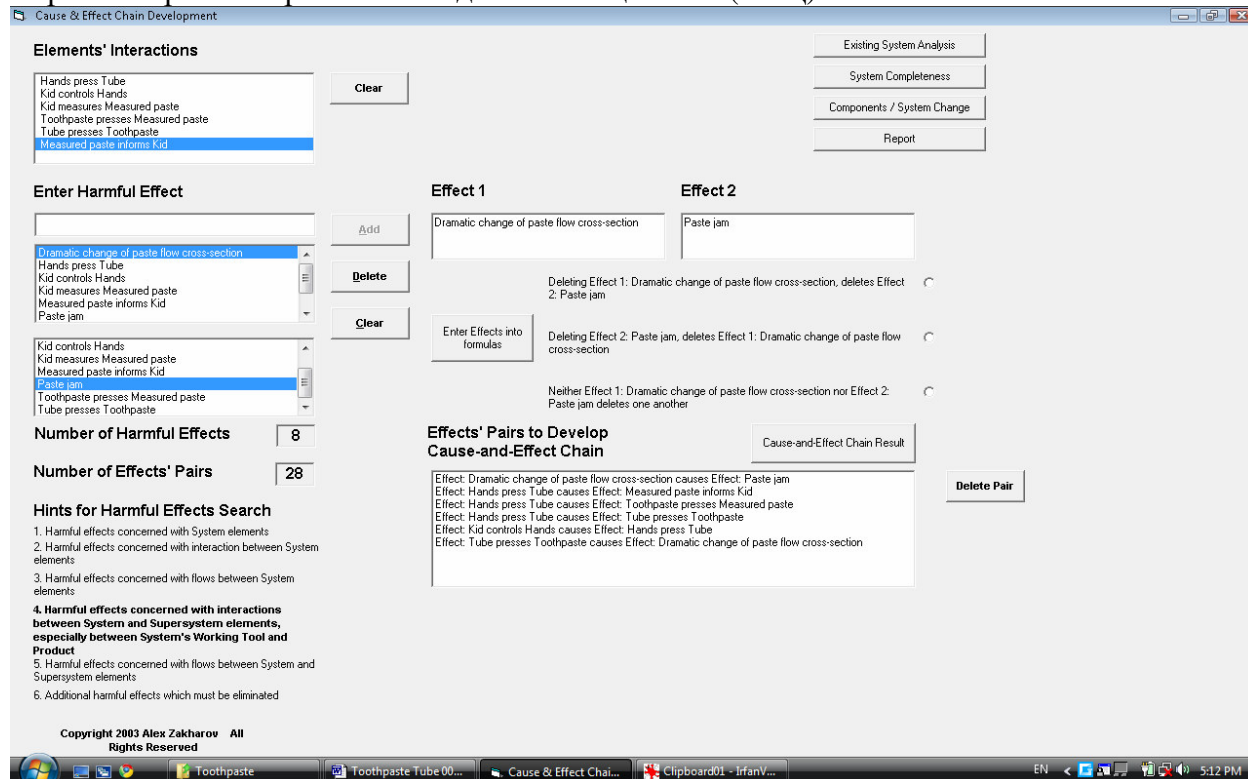 Cause & Effect Chain Development
Elements' Interactions
Hands press Tube
Kid controls Hands
Kid measures Measured paste
Toothpaste presses Measured paste
Tube presses Toothpaste
Measured paste informs Kid
Clear
Existing System Analysis
System Completeness
Components / System Change
Report
Enter Harmful Effect
Add
Dramatic change of paste flow cross-section
Hands press Tube
Kid controls Hands
Kid measures Measured paste
Measured paste informs Kid
Paste jam
Delete
Clear
Kid controls Hands
Kid measures Measured paste
Measured paste informs Kid
Paste jam
Toothpaste presses Measured paste
Tube presses Toothpaste
Effect 1
Effect 2
Dramatic change of paste flow cross-section
Paste jam
Deleting Effect 1: Dramatic change of paste flow cross-section, deletes Effect
2: Paste jam
Enter Effects into
formulas
Deleting Effect 2: Paste jam, deletes Effect 1: Dramatic change of paste flow
cross-section
Neither Effect 1: Dramatic change of paste flow cross-section nor Effect 2:
Paste jam deletes one another
Number of Harmful Effects 8
Number of Effects' Pairs 28
Effects' Pairs to Develop
Cause-and-Effect Chain
Cause-and-Effect Chain Result
Effect: Dramatic change of paste flow cross-section causes Effect: Paste jam
Effect: Hands press Tube causes Effect: Measured paste informs Kid
Effect: Hands press Tube causes Effect: Toothpaste presses Measured paste
Effect: Hands press Tube causes Effect: Tube presses Toothpaste
Effect: Kid controls Hands causes Effect: Hands press Tube
Effect: Tube presses Toothpaste causes Effect: Dramatic change of paste flow cross-section
Delete Pair
Hints for Harmful Effects Search
1. Harmful effects concerned with System elements
2. Harmful effects concerned with interaction between System
elements
3. Harmful effects concerned with flows between System
elements
4. Harmful effects concerned with interactions
between System and Supersystem elements,
especially between System's Working Tool and
Product
5. Harmful effects concerned with flows between System and
Supersystem elements
6. Additional harmful effects which must be eliminated
Copyright 2003 Alex Zakharov All
Rights Reserved
Toothpaste
Toothpaste Tube 00...
Cause & Effect Chai...
Clipboard01 - IrfanV...
EN
5:12 PM